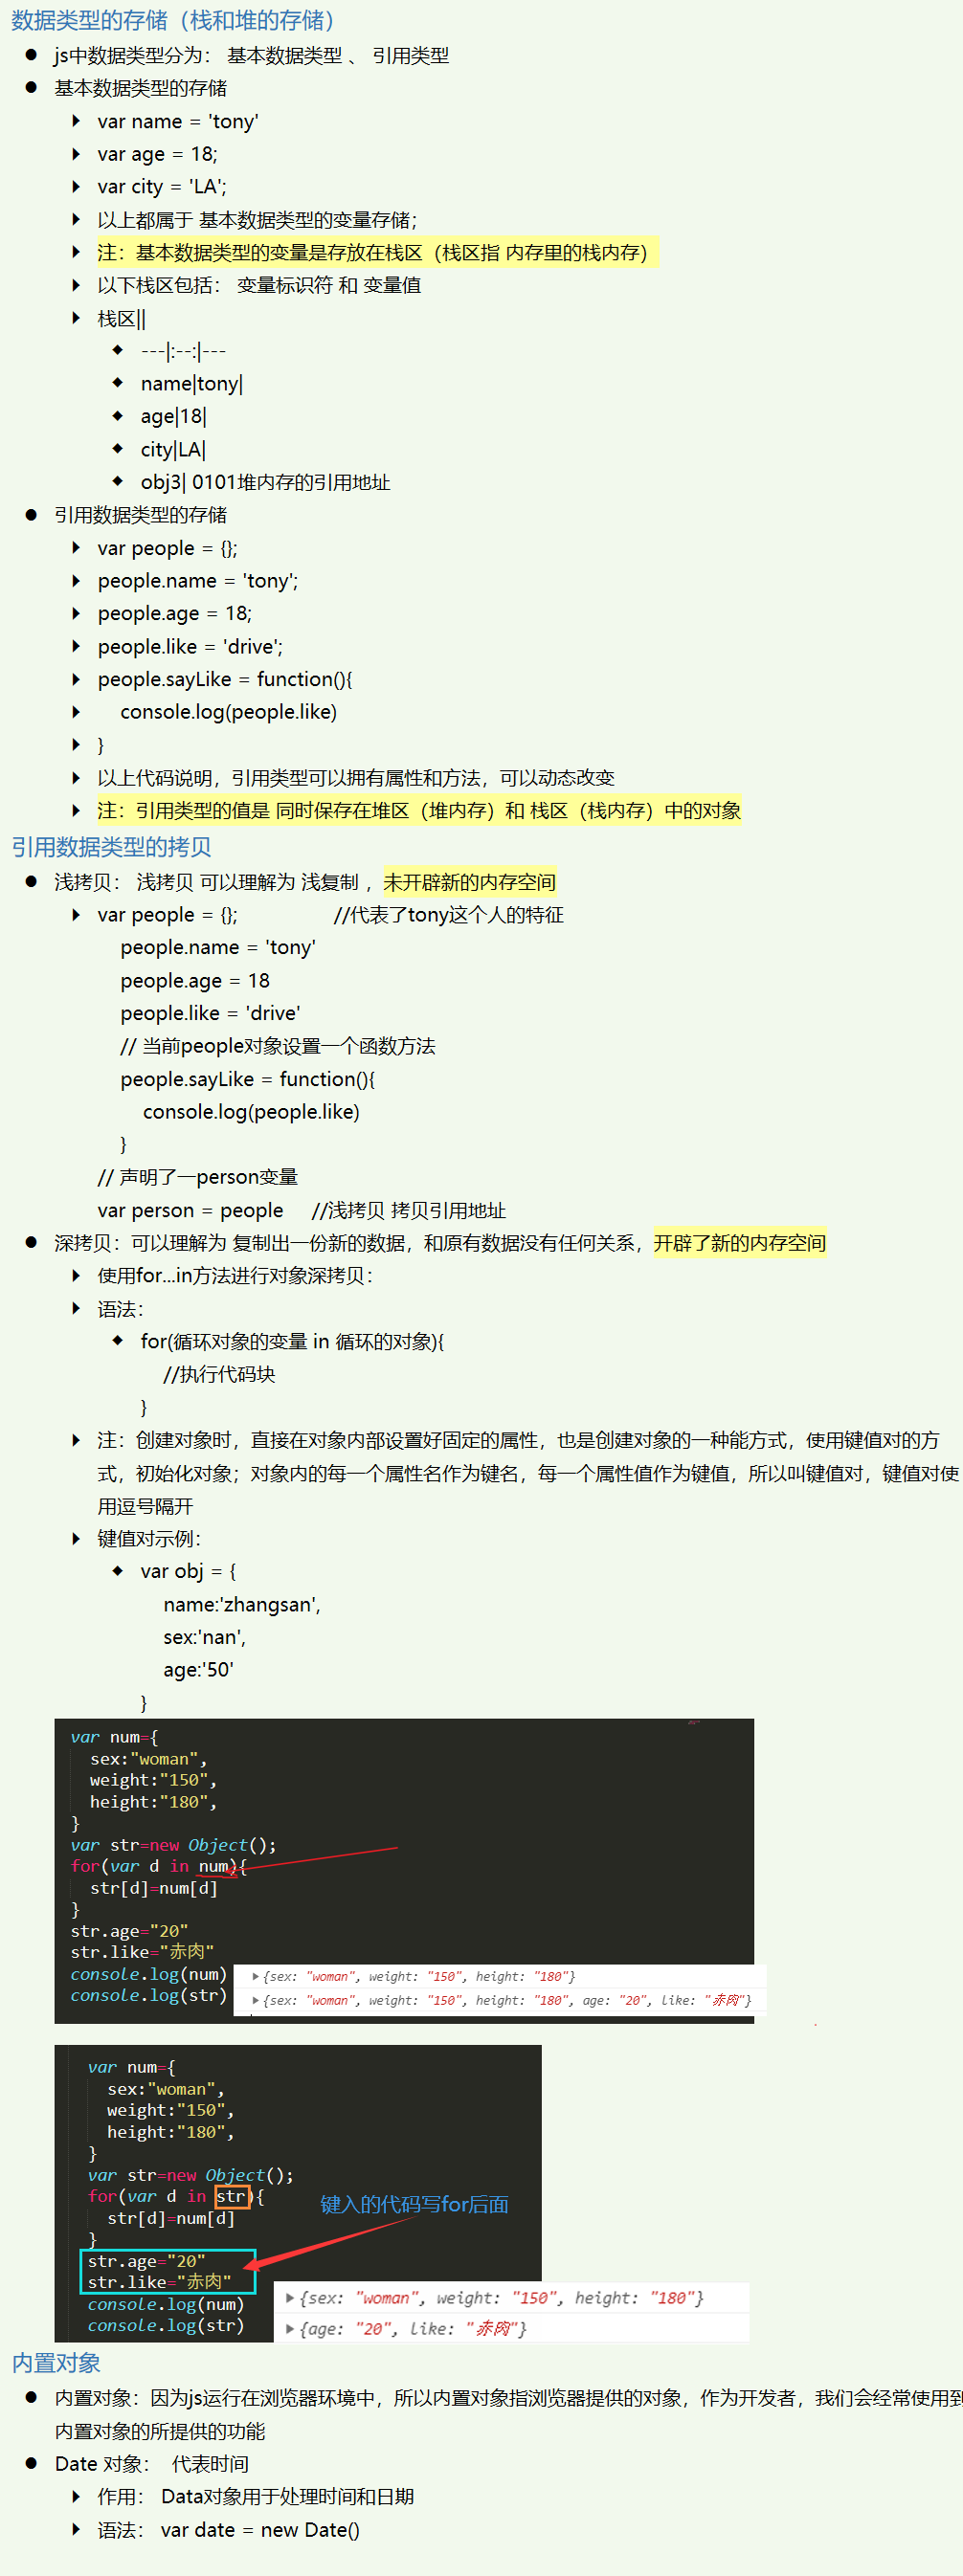 数据类型的存储（栈和堆的存储）
js中数据类型分为： 基本数据类型 、 引用类型
基本数据类型的存储
var name = 'tony'
var age = 18;
var city = 'LA';
以上都属于 基本数据类型的变量存储；
注：基本数据类型的变量是存放在栈区（栈区指 内存里的栈内存）
以下栈区包括： 变量标识符 和 变量值
栈区||
---|:--:|---
name|tony|
age|18|
city|LA|
obj3| 0101堆内存的引用地址
引用数据类型的存储
var people = {};
people.name = 'tony';
people.age = 18;
people.like = 'drive';
people.sayLike = function(){
console.log(people.like)
}
以上代码说明，引用类型可以拥有属性和方法，可以动态改变
注：引用类型的值是 同时保存在堆区（堆内存）和 栈区（栈内存）中的对象
引用数据类型的拷贝
浅拷贝： 浅拷贝 可以理解为 浅复制 ，未开辟新的内存空间
var people = {}; //代表了tony这个人的特征
people.name = 'tony'
people.age = 18
people.like = 'drive'
// 当前people对象设置一个函数方法
people.sayLike = function(){
console.log(people.like)
}
// 声明了一person变量
var person = people //浅拷贝 拷贝引用地址
深拷贝：可以理解为 复制出一份新的数据，和原有数据没有任何关系，开辟了新的内存空间
使用for...in方法进行对象深拷贝：
语法：
for(循环对象的变量 in 循环的对象){
//执行代码块
}
注：创建对象时，直接在对象内部设置好固定的属性，也是创建对象的一种能方式，使用键值对的方
式，初始化对象；对象内的每一个属性名作为键名，每一个属性值作为键值，所以叫键值对，键值对使
用逗号隔开
键值对示例：
var obj = {
name:'zhangsan',
sex:'nan',
age:'50'
}
var num={
sex:"woman",
weight:"150",
height:"180",
}
var str=new Object();
for(var d in num){
str[d]=num[d]
}
str.age="20"
str.like="赤肉"
console.log(num)
{sex: "woman", weight: "150", height: "180"}
console.log(str)
{sex: "woman", weight: "150", height: "180", age: "20", like: "赤肉"}
var num={
sex:"woman",
weight:"150",
height:"180",
}
var str=new Object();
for(var d in str){
键入的代码写for后面
str[d]=num[d]
}
str.age="20"
str.like="赤肉"
console.log(num)
{sex: "woman", weight: "150", height: "180"}
console.log(str)
{age: "20", like: "赤肉"}
内置对象
内置对象：因为js运行在浏览器环境中，所以内置对象指浏览器提供的对象，作为开发者，我们会经常使用到
内置对象的所提供的功能
Date 对象： 代表时间
作用： Data对象用于处理时间和日期
语法： var date = new Date()